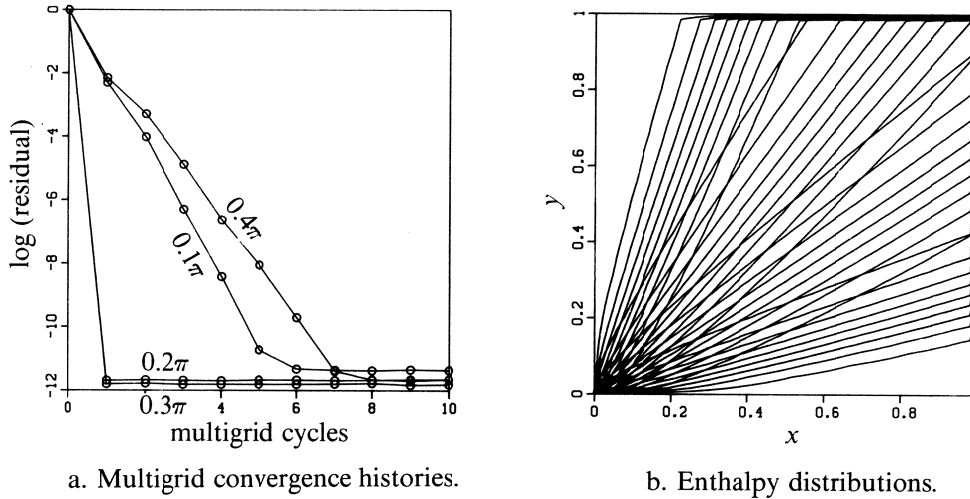 0
-2
-4
-6
-8
-10
-12
log (residual)
0.4π
0.1π
0.2π
0.3π
0
4
6
8
10
multigrid cycles
a. Multigrid convergence histories.
1
0.8
0.6
0.4
0.2
0
y
0
0.2
0.4
0.6
0.8
x
b. Enthalpy distributions.